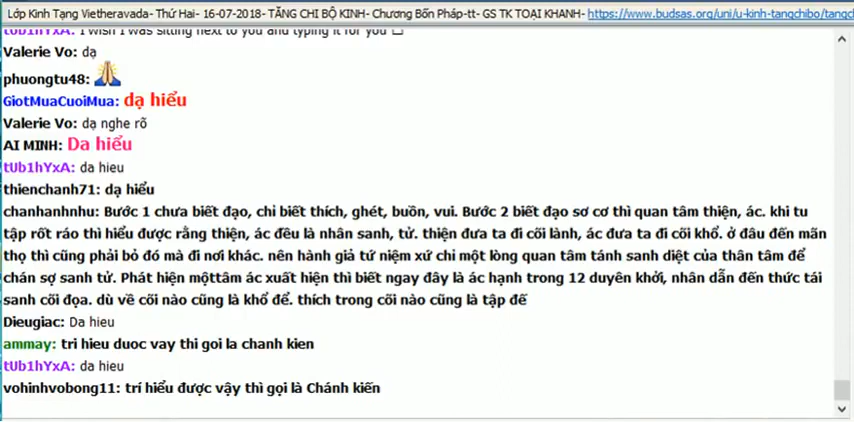 Lớp Kinh Tạng Vietheravada- Thứ Hai- 16-07-2018- TĂNG CHI BỘ KINH- Chương Bốn Pháp-tt- GS TK TOẠI KHANH- https://www.budsas.org/uni/u-kinh-tangchibo/tangc
tUb1hYxA: I wish I was sitting next to you and typing it for you
Valerie Vo: dạ
phuongtu48:
GiotMuaCuoiMua: dạ hiểu
Valerie Vo: dạ nghe rõ
AI MINH: Da hiểu
tUb1hYxA: da hieu
thienchanh71: dạ hiểu
chanhanhnhu: Bước 1 chưa biết đạo, chỉ biết thích, ghét, buồn, vui. Bước 2 biết đạo sơ cơ thì quan tâm thiện, ác. khi tu
tập rốt ráo thì hiểu được rằng thiện, ác đều là nhân sanh, tử. thiện đưa ta đi cõi lành, ác đưa ta đi cõi khổ. ở đâu đến mãn
thọ thì cũng phải bỏ đó mà đi nơi khác. nên hành giả tứ niệm xứ chỉ một lòng quan tâm tánh sanh diệt của thân tâm để
chán sợ sanh tử. Phát hiện mộttâm ác xuất hiện thì biết ngay đây là ác hạnh trong 12 duyên khởi, nhân dẫn đến thức tái
sanh cõi đọa. dù về cõi nào cũng là khổ đế. thích trong cõi nào cũng là tập đế
Dieugiac: Da hieu
ammay: tri hieu duoc vay thi goi la chanh kien
tUb1hYxA: da hieu
vohinhvobong11: trí hiểu được vậy thì gọi là Chánh kiến